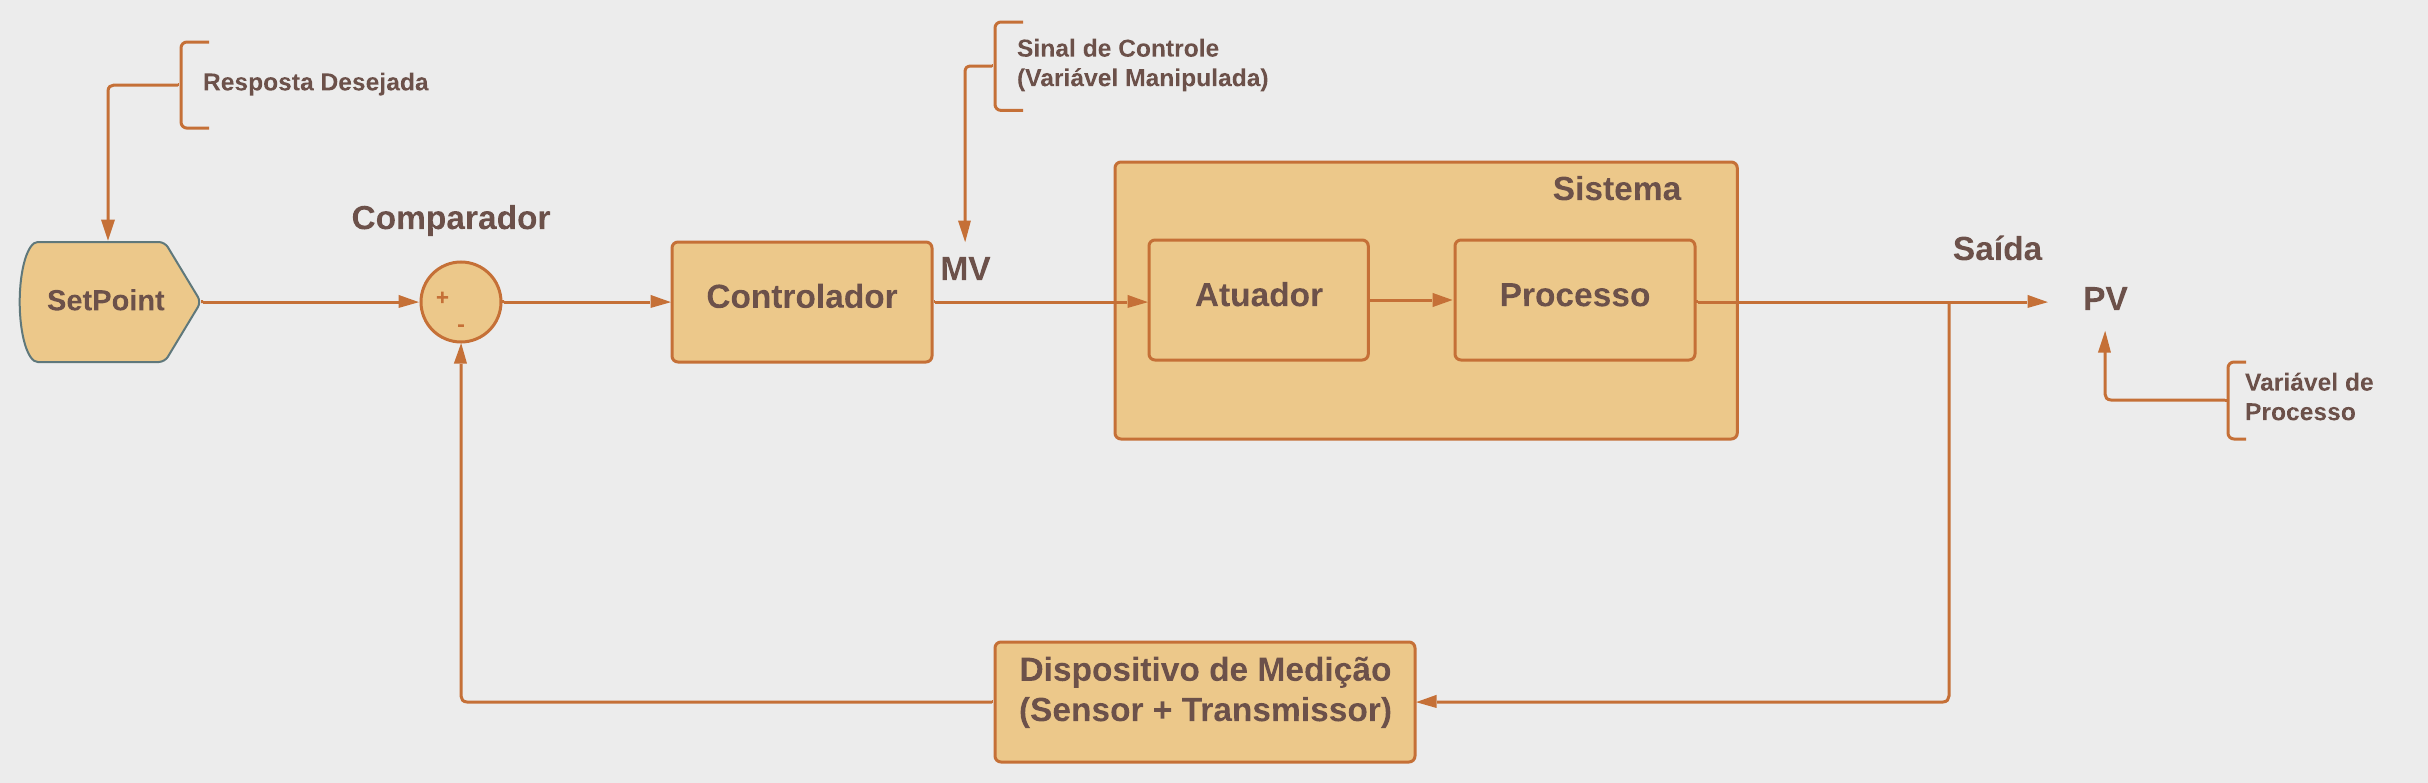 Resposta Desejada
Sinal de Controle
(Variável Manipulada)
Sistema
Comparador
SetPoint
+
-
Controlador
MV
Atuador
Processo
Saída
PV
Variável de
Processo
Dispositivo de Medição
(Sensor + Transmissor)